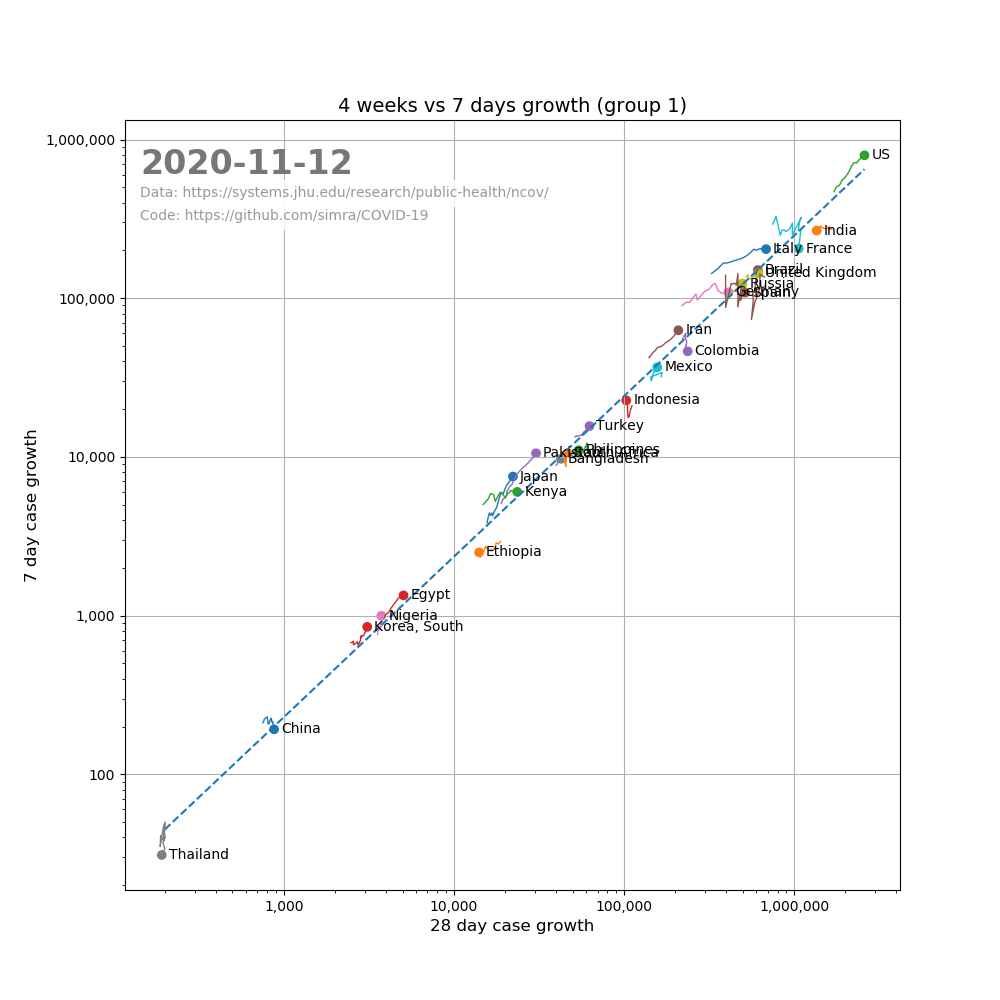 4 weeks vs 7 days growth (group 1)
2020-11-12
Data: https://systems.jhu.edu/research/public-health/ncov/
Code: https://github.com/simra/COVID-19
7 day case growth
1,000,000
100,000
10,000
1,000
100
US
India
Italy
France
Brazil
United Kingdom
Russia
Germany
Spain
Iran
Colombia
Mexico
Indonesia
Turkey
Philippines
Pakistan
South Africa
Bangladesh
Japan
Kenya
Ethiopia
Egypt
Nigeria
Korea, South
China
Thailand
1,000
10,000
100,000
1,000,000
28 day case growth